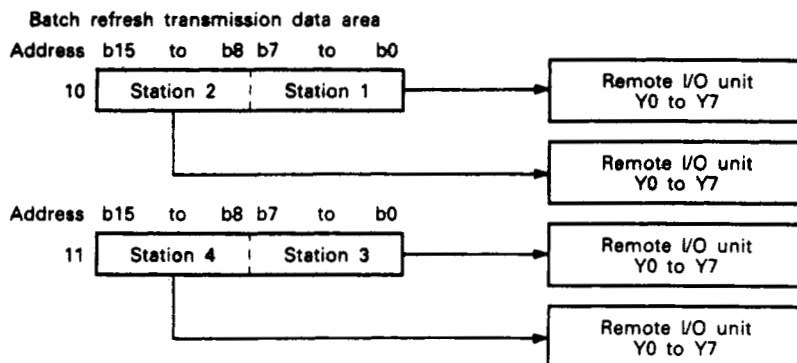 Batch refresh transmission data area
Address b15 to b8 b7 to b0
10 Station 2 Station 1
Remote I/O unit
Y0 to Y7
Remote I/O unit
Y0 to Y7
Address b15 to b8 b7 to b0
11 Station 4 Station 3
Remote I/O unit
Y0 to Y7
Remote I/O unit
Y0 to Y7